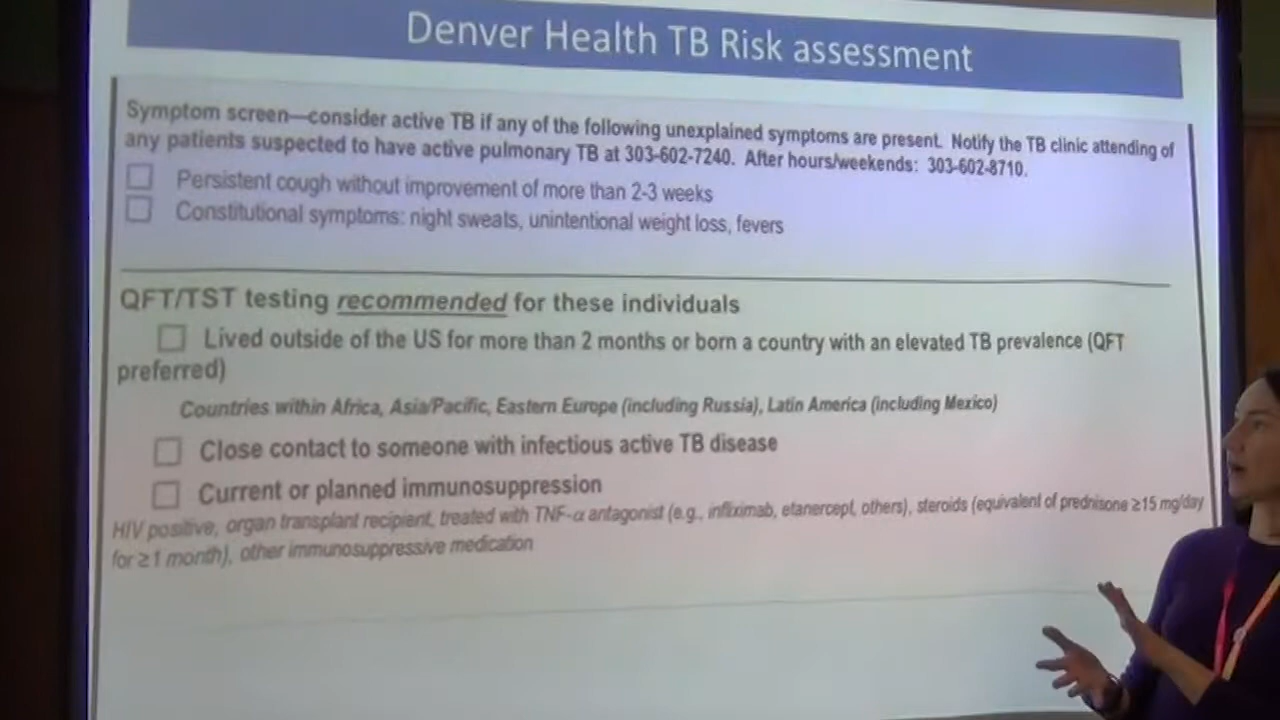 Denver Health TB Risk assessment
Symptom screen—consider active TB if any of the following unexplained symptoms are present. Notify the TB clinic attending of
any patients suspected to have active pulmonary TB at 303-602-7240. After hours/weekends: 303-602-8710.
Persistent cough without improvement of more than 2-3 weeks
Constitutional symptoms: night sweats, unintentional weight loss, fevers
QFT/TST testing recommended for these individuals
Lived outside of the US for more than 2 months or born a country with an elevated TB prevalence (QFT
preferred)
Countries within Africa, Asia/Pacific, Eastern Europe (including Russia), Latin America (including Mexico)
Close contact to someone with infectious active TB disease
Current or planned immunosuppression
HIV positive, organ transplant recipient, treated with TNF-α antagonist (e.g., infliximab, etanercept, others), steroids (equivalent of prednisone ≥15 mg/day
for ≥1 month), other immunosuppressive medication